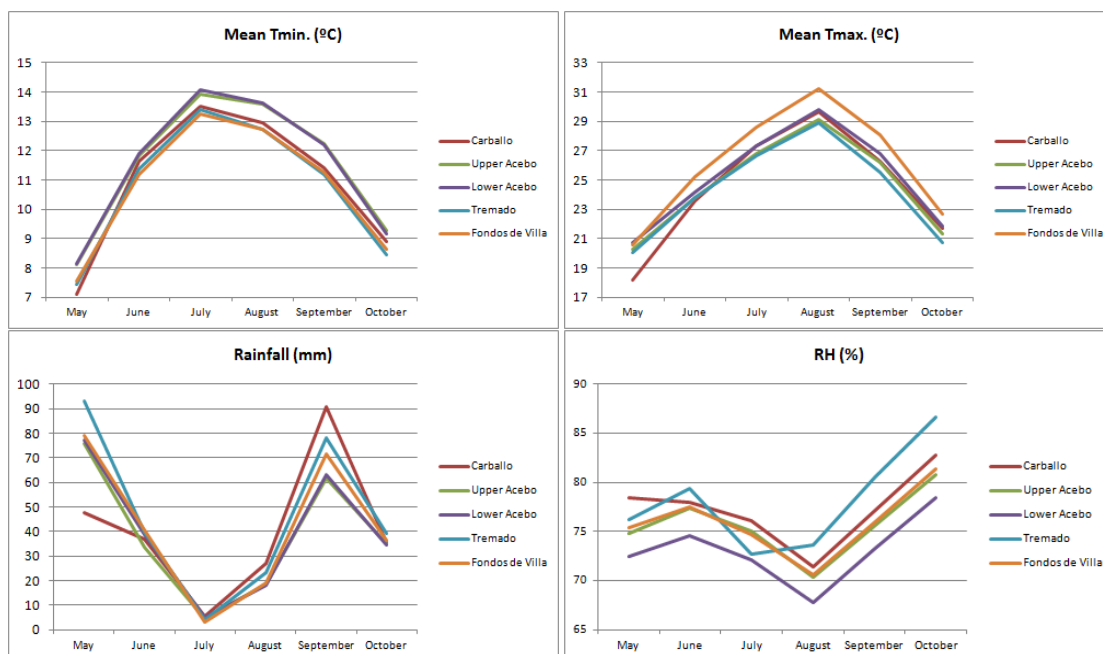 Mean Tmin. (ºC)
15
14
13
12
11
10
9
8
7
May June July August September October
Carballo
Upper Acebo
Lower Acebo
Tremado
Fondos de Villa
Mean Tmax. (ºC)
33
31
29
27
25
23
21
19
17
May June July August September October
Carballo
Upper Acebo
Lower Acebo
Tremado
Fondos de Villa
Rainfall (mm)
100
90
80
70
60
50
40
30
20
10
0
May June July August September October
Carballo
Upper Acebo
Lower Acebo
Tremado
Fondos de Villa
RH (%)
90
85
80
75
70
65
May June July August September October
Carballo
Upper Acebo
Lower Acebo
Tremado
Fondos de Villa